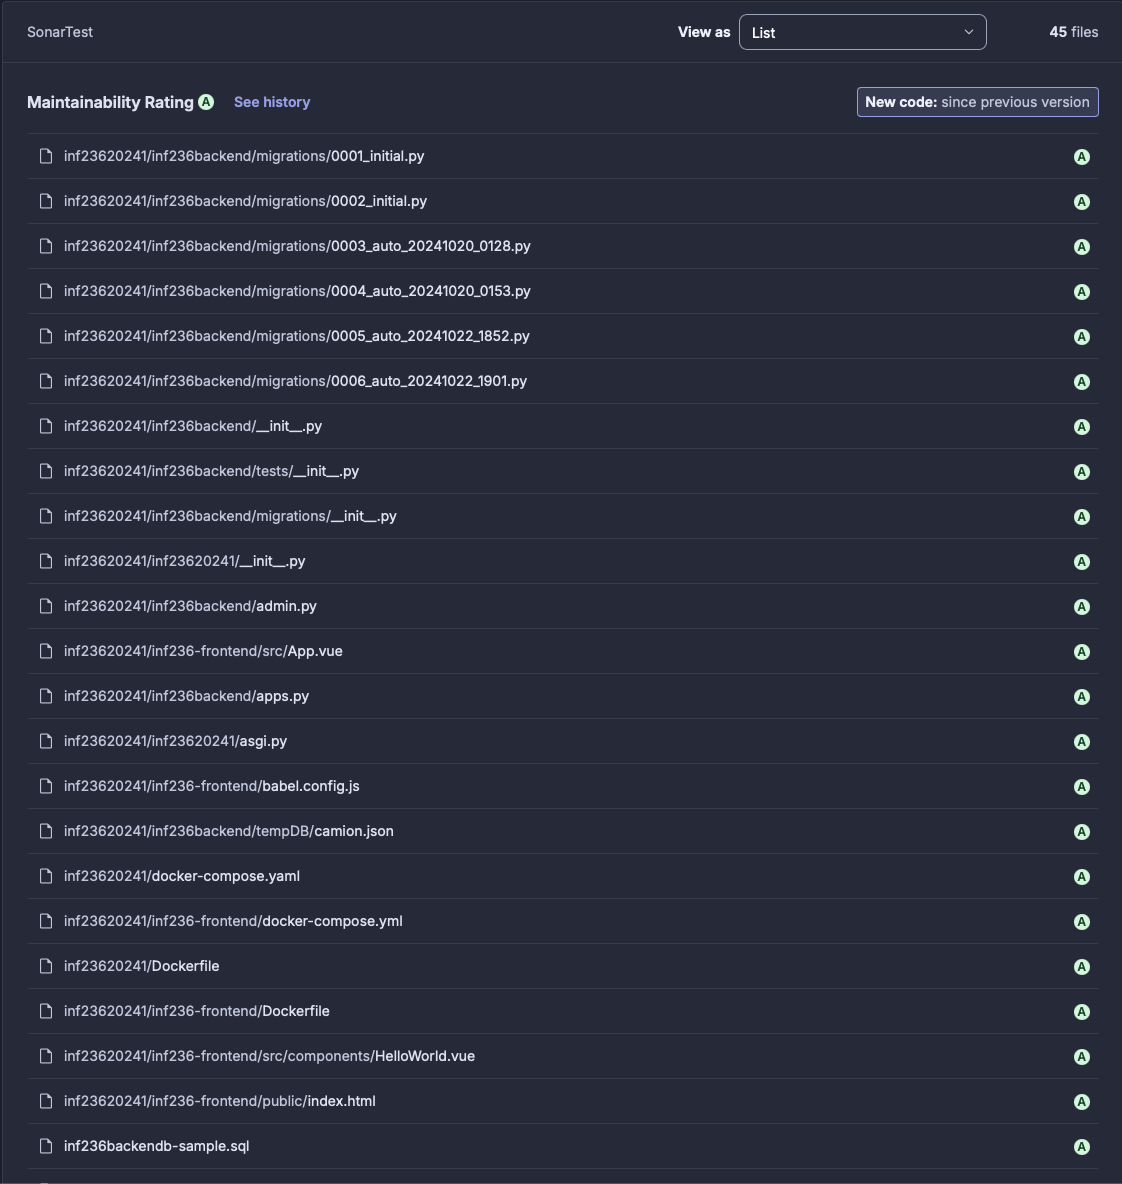 SonarTest View as List 45 files
Maintainability Rating A See history New code: since previous version
inf23620241/inf236backend/migrations/0001_initial.py A
inf23620241/inf236backend/migrations/0002_initial.py A
inf23620241/inf236backend/migrations/0003_auto_20241020_0128.py A
inf23620241/inf236backend/migrations/0004_auto_20241020_0153.py A
inf23620241/inf236backend/migrations/0005_auto_20241022_1852.py A
inf23620241/inf236backend/migrations/0006_auto_20241022_1901.py A
inf23620241/inf236backend/__init__.py A
inf23620241/inf236backend/tests/__init__.py A
inf23620241/inf236backend/migrations/__init__.py A
inf23620241/inf23620241/__init__.py A
inf23620241/inf236backend/admin.py A
inf23620241/inf236-frontend/src/App.vue A
inf23620241/inf236backend/apps.py A
inf23620241/inf23620241/asgi.py A
inf23620241/inf236-frontend/babel.config.js A
inf23620241/inf236backend/tempDB/camion.json A
inf23620241/docker-compose.yaml A
inf23620241/inf236-frontend/docker-compose.yml A
inf23620241/Dockerfile A
inf23620241/inf236-frontend/Dockerfile A
inf23620241/inf236-frontend/src/components/HelloWorld.vue A
inf23620241/inf236-frontend/public/index.html A
inf236backendb-sample.sql A